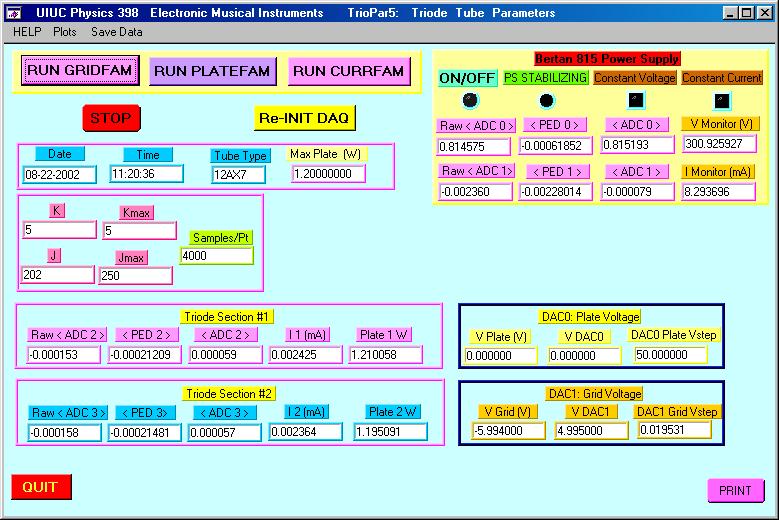 UIUC Physics 398 Electronic Musical Instruments TrioPar5: Triode Tube Parameters
HELP Plots Save Data
RUN GRIDFAM RUN PLATEFAM RUN CURRFAM
STOP Re-INIT DAQ
Bertan 815 Power Supply
ON/OFF PS STABILIZING Constant Voltage Constant Current
Raw < ADC 0 > < PED 0 > < ADC 0 > V Monitor (V)
0.814575 -0.00061852 0.815193 300.925927
Raw < ADC 1> < PED 1 > < ADC 1 > I Monitor (mA)
-0.002360 -0.00228014 -0.000079 8.293696
Date Time Tube Type Max Plate (W)
08-22-2002 11:20:36 12AX7 1.20000000
K Kmax
5 5
Samples/Pt
4000
J Jmax
202 250
Triode Section #1
Raw < ADC 2 > < PED 2 > < ADC 2 > I 1 (mA) Plate 1 W
-0.000153 -0.00021209 0.000059 0.002425 1.210058
DAC0: Plate Voltage
V Plate (V) V DAC0 DAC0 Plate Vstep
0.000000 0.000000 50.000000
Triode Section #2
Raw < ADC 3 > < PED 3> < ADC 3 > I 2 (mA) Plate 2 W
-0.000158 -0.00021481 0.000057 0.002364 1.195091
DAC1: Grid Voltage
V Grid (V) V DAC1 DAC1 Grid Vstep
-5.994000 4.995000 0.019531
QUIT PRINT